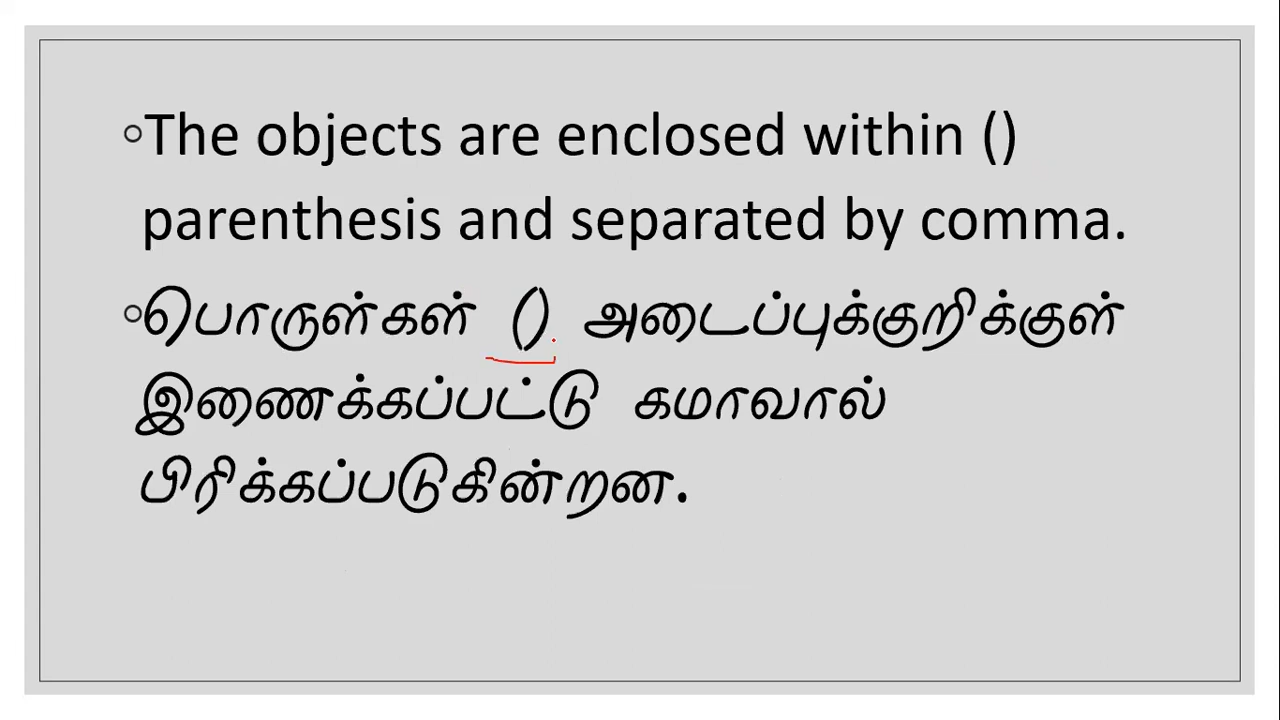 The objects are enclosed within ()
parenthesis and separated by comma.
பொருள்கள் () அடைப்புக்குறிக்குள்
இணைக்கப்பட்டு கமாவால்
பிரிக்கப்படுகின்றன.